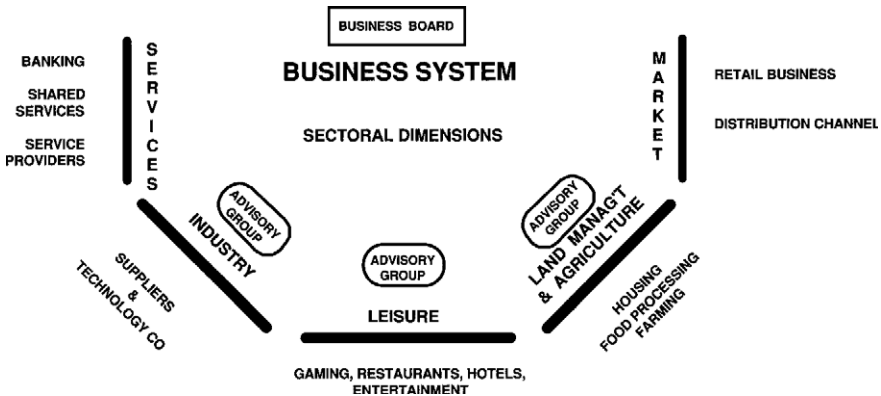 BUSINESS BOARD
BUSINESS SYSTEM
SECTORAL DIMENSIONS
BANKING
SHARED
SERVICES
SERVICE
PROVIDERS
SERVICES
MARKET
RETAIL BUSINESS
DISTRIBUTION CHANNEL
ADVISORY
GROUP
INDUSTRY
SUPPLIERS
&
TECHNOLOGY CO
ADVISORY
GROUP
LEISURE
GAMING, RESTAURANTS, HOTELS,
ENTERTAINMENT
ADVISORY
GROUP
LAND MANAG'T
& AGRICULTURE
HOUSING
FOOD PROCESSING
FARMING